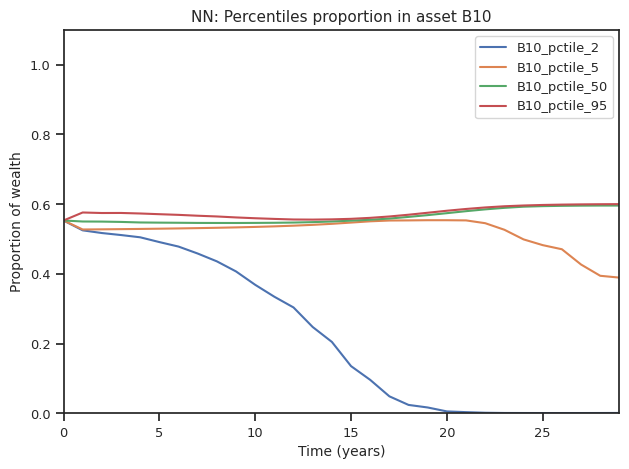 NN: Percentiles proportion in asset B10
B10_pctile_2
B10_pctile_5
B10_pctile_50
B10_pctile_95
Proportion of wealth
1.0
0.8
0.6
0.4
0.2
0.0
0 5 10 15 20 25
Time (years)